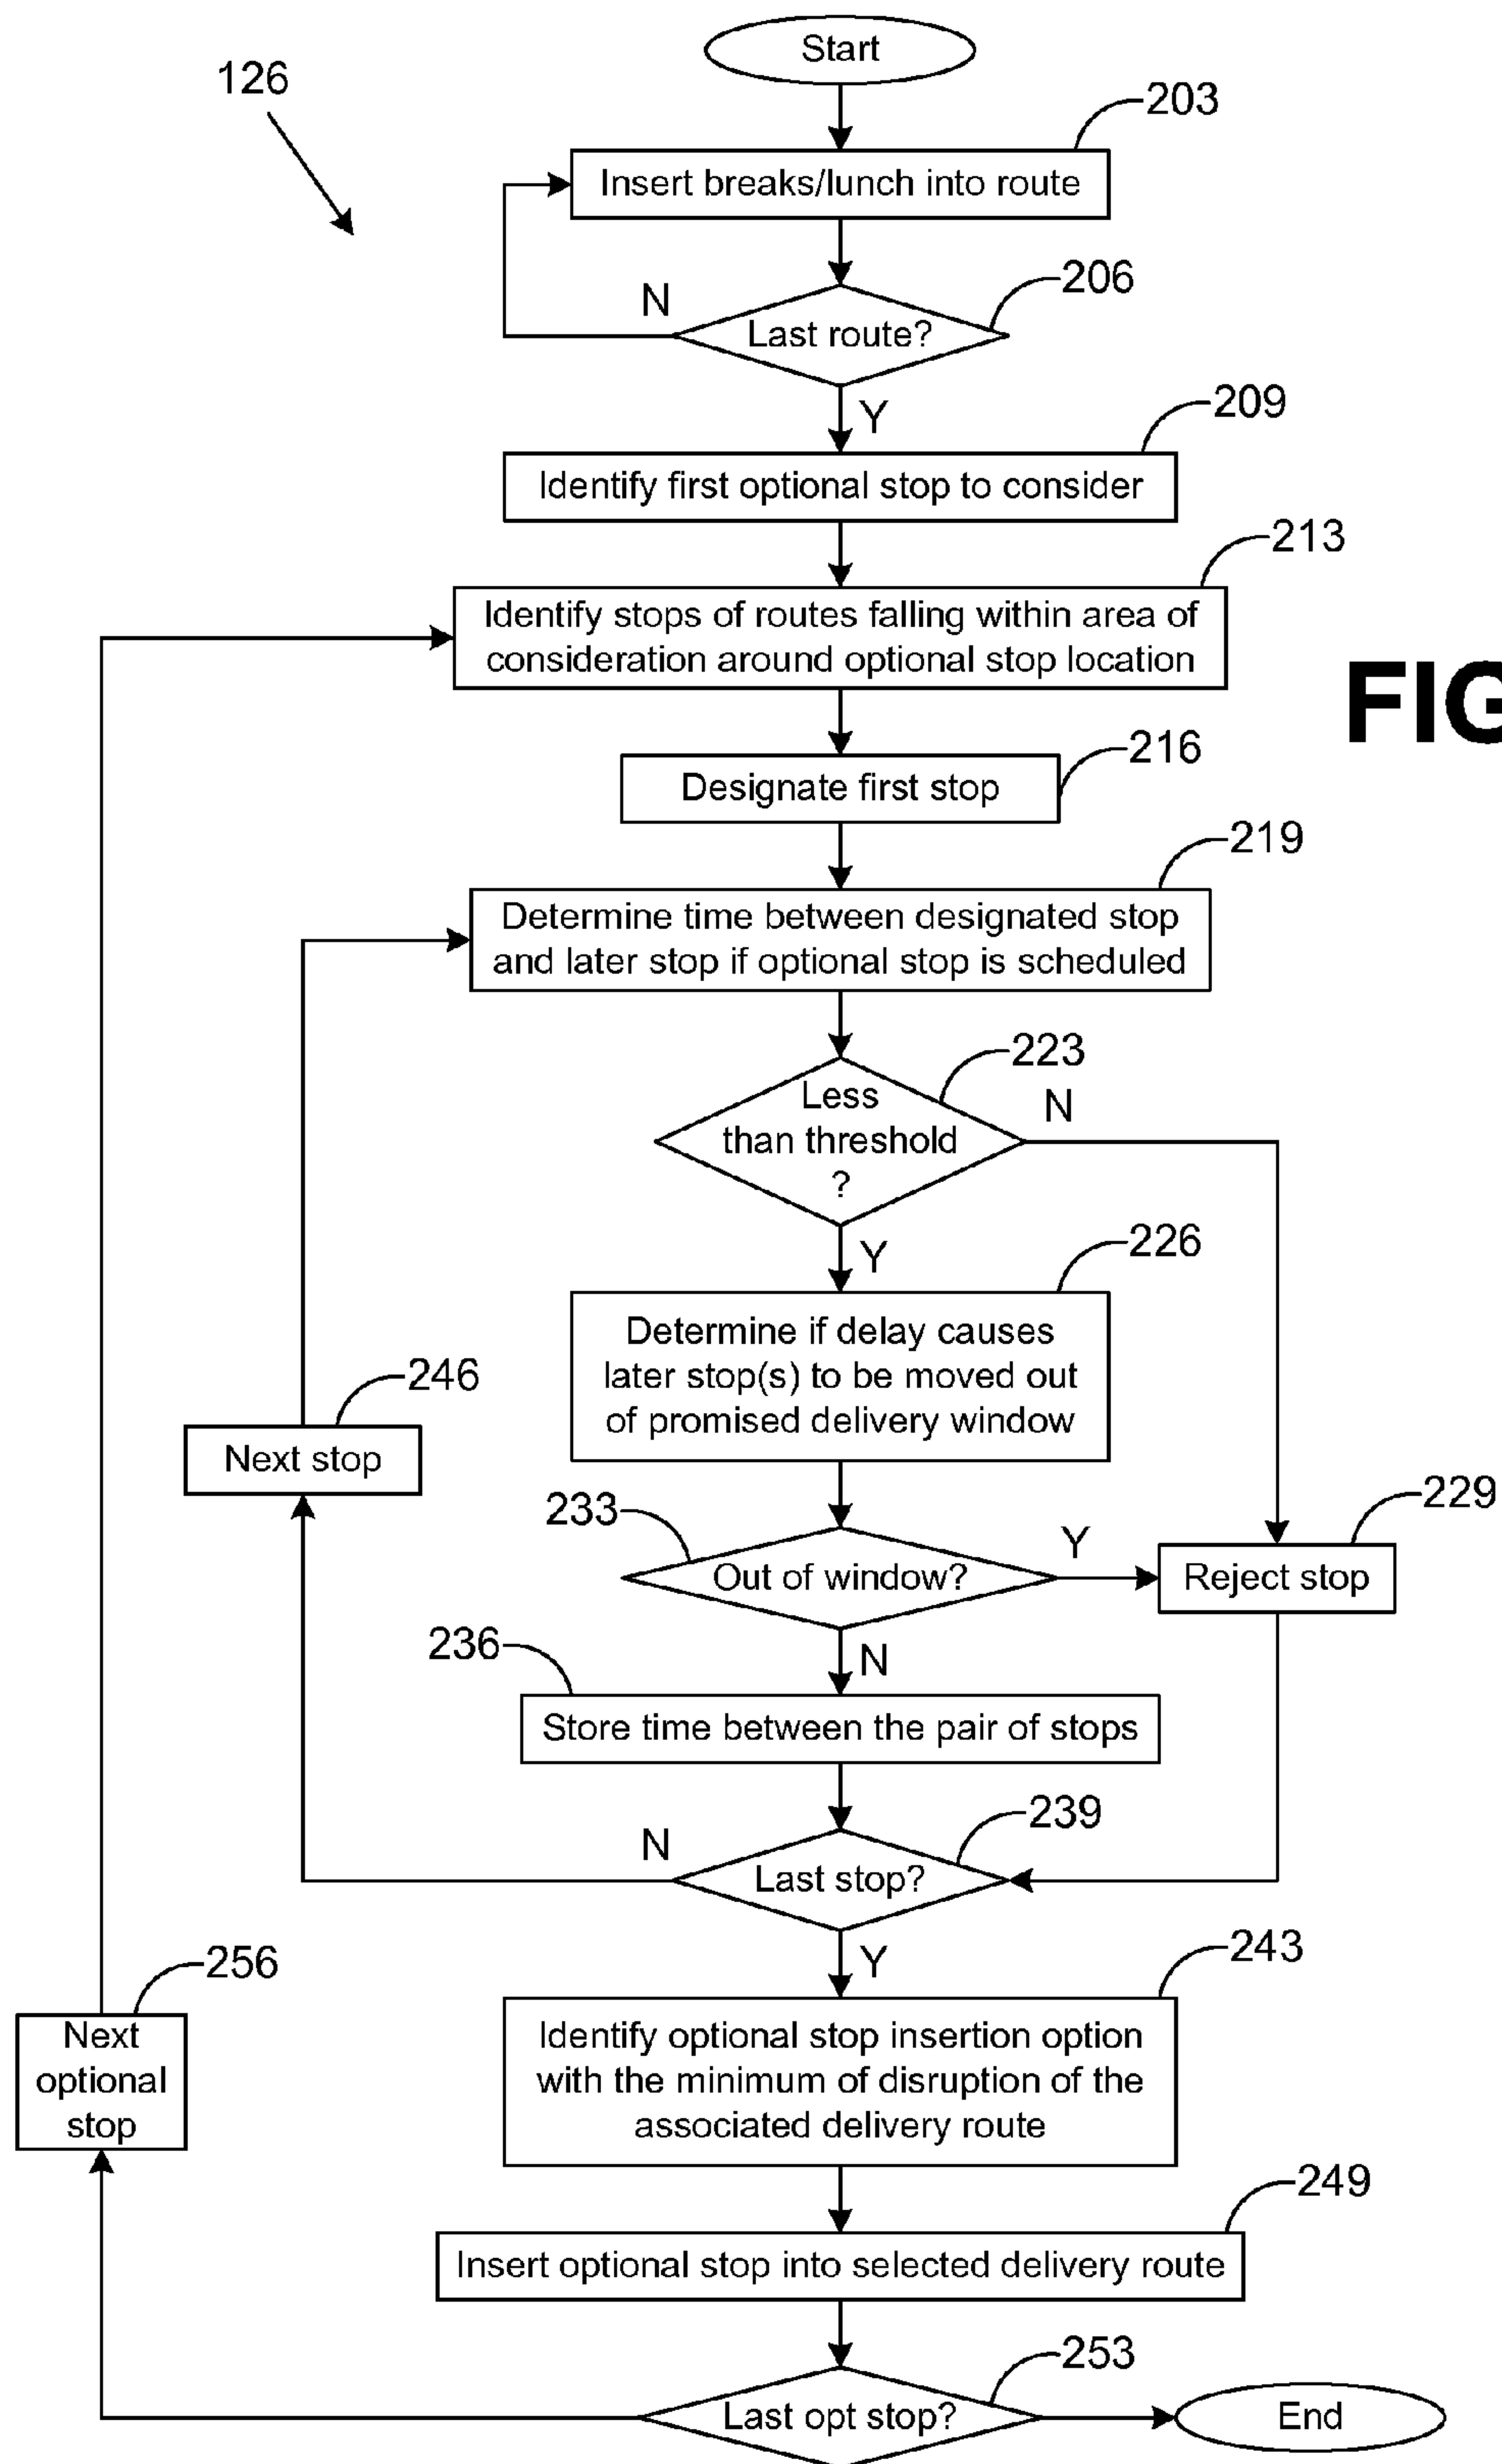 Start
126
203
Insert breaks/lunch into route
N
206
Last route?
209
Y
Identify first optional stop to consider
213
Identify stops of routes falling within area of
consideration around optional stop location
FIG
216
Designate first stop
219
Determine time between designated stop
and later stop if optional stop is scheduled
223
Less
N
than threshold
?
226
Y
Determine if delay causes
later stop(s) to be moved out
of promised delivery window
246
Next stop
229
233
Y
Out of window?
Reject stop
236
N
Store time between the pair of stops
239
N
Last stop?
243
Y
256
Next
optional
stop
Identify optional stop insertion option
with the minimum of disruption of the
associated delivery route
249
Insert optional stop into selected delivery route
253
Last opt stop?
End